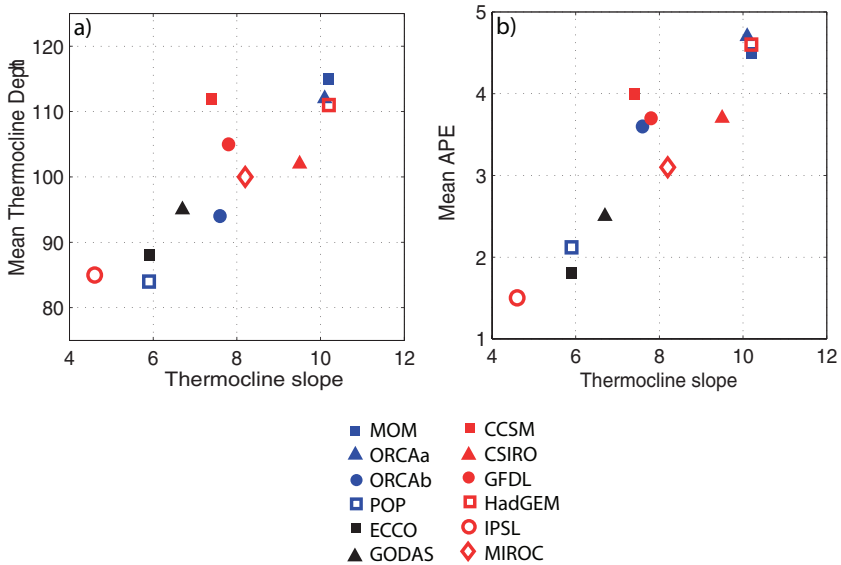 a)
Mean Thermocline Depth
120
110
100
90
80
4 6 8 10 12
Thermocline slope
b)
Mean APE
5
4
3
2
1
4 6 8 10 12
Thermocline slope
MOM CCSM
ORCAa CSIRO
ORCAb GFDL
POP HadGEM
ECCO IPSL
GODAS MIROC